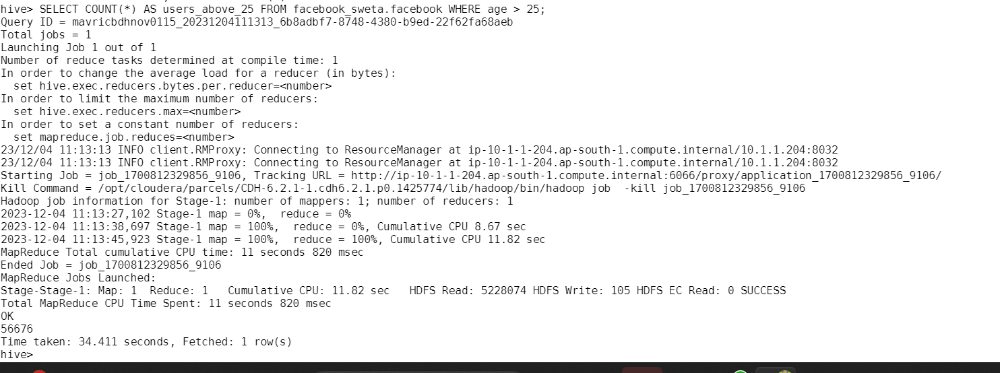 hive> SELECT COUNT(*) AS users_above_25 FROM facebook_sweta.facebook WHERE age > 25;
Query ID = mavricbdhnov0115_20231204111313_6b8adbf7-8748-4380-b9ed-22f62fa68aeb
Total jobs = 1
Launching Job 1 out of 1
Number of reduce tasks determined at compile time: 1
In order to change the average load for a reducer (in bytes):
  set hive.exec.reducers.bytes.per.reducer=<number>
In order to limit the maximum number of reducers:
  set hive.exec.reducers.max=<number>
In order to set a constant number of reducers:
  set mapreduce.job.reduces=<number>
23/12/04 11:13:13 INFO client.RMProxy: Connecting to ResourceManager at ip-10-1-1-204.ap-south-1.compute.internal/10.1.1.204:8032
23/12/04 11:13:13 INFO client.RMProxy: Connecting to ResourceManager at ip-10-1-1-204.ap-south-1.compute.internal/10.1.1.204:8032
Starting Job = job_1700812329856_9106, Tracking URL = http://ip-10-1-1-204.ap-south-1.compute.internal:6066/proxy/application_1700812329856_9106/
Kill Command = /opt/cloudera/parcels/CDH-6.2.1-1.cdh6.2.1.p0.1425774/lib/hadoop/bin/hadoop job  -kill job_1700812329856_9106
Hadoop job information for Stage-1: number of mappers: 1; number of reducers: 1
2023-12-04 11:13:27,102 Stage-1 map = 0%,  reduce = 0%
2023-12-04 11:13:38,697 Stage-1 map = 100%,  reduce = 0%, Cumulative CPU 8.67 sec
2023-12-04 11:13:45,923 Stage-1 map = 100%,  reduce = 100%, Cumulative CPU 11.82 sec
MapReduce Total cumulative CPU time: 11 seconds 820 msec
Ended Job = job_1700812329856_9106
MapReduce Jobs Launched:
Stage-Stage-1: Map: 1  Reduce: 1   Cumulative CPU: 11.82 sec   HDFS Read: 5228074 HDFS Write: 105 HDFS EC Read: 0 SUCCESS
Total MapReduce CPU Time Spent: 11 seconds 820 msec
OK
56676
Time taken: 34.411 seconds, Fetched: 1 row(s)
hive>